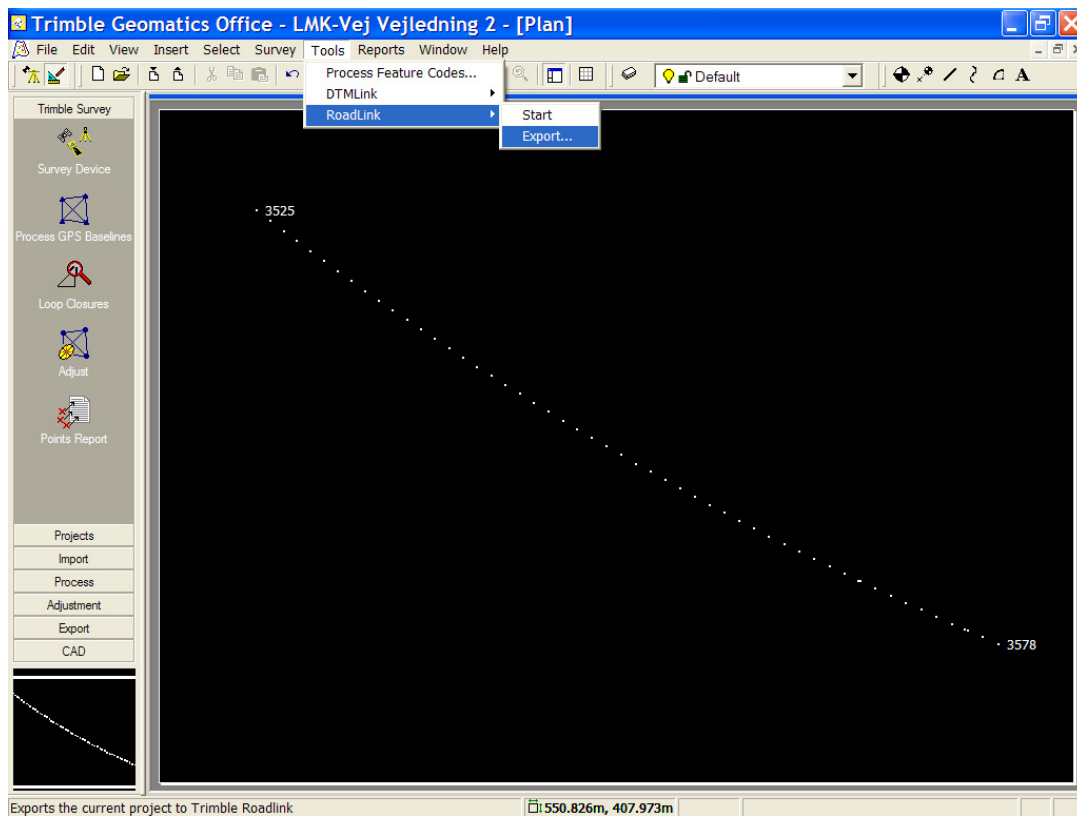 Trimble Geomatics Office - LMK-Vej Vejledning 2 - [Plan]
File Edit View Insert Select Survey Tools Reports Window Help
Process Feature Codes...
DTMLink
RoadLink
Start
Export...
Default
A
Trimble Survey
Survey Device
Process GPS Baselines
Loop Closures
Adjust
Points Report
Projects
Import
Process
Adjustment
Export
CAD
3525
3578
Exports the current project to Trimble Roadlink
550.826m, 407.973m